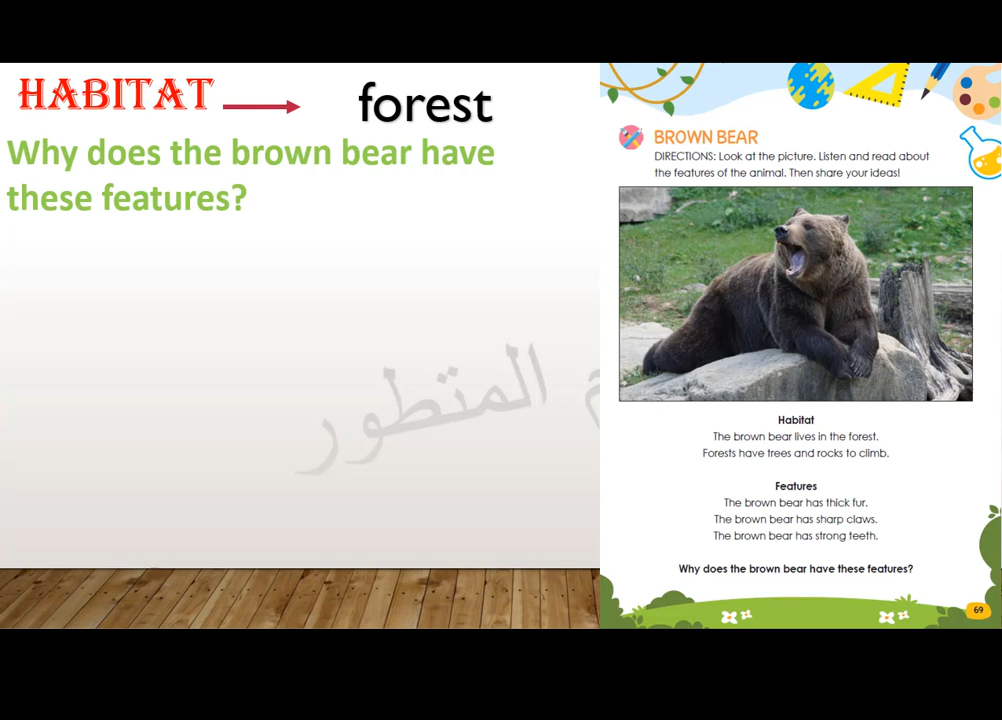 HABITAT
forest
Why does the brown bear have
these features?
المتطور
BROWN BEAR
DIRECTIONS: Look at the picture. Listen and read about
the features of the animal. Then share your ideas!
Habitat
The brown bear lives in the forest.
Forests have trees and rocks to climb.
Features
The brown bear has thick fur.
The brown bear has sharp claws.
The brown bear has strong teeth.
Why does the brown bear have these features?
69